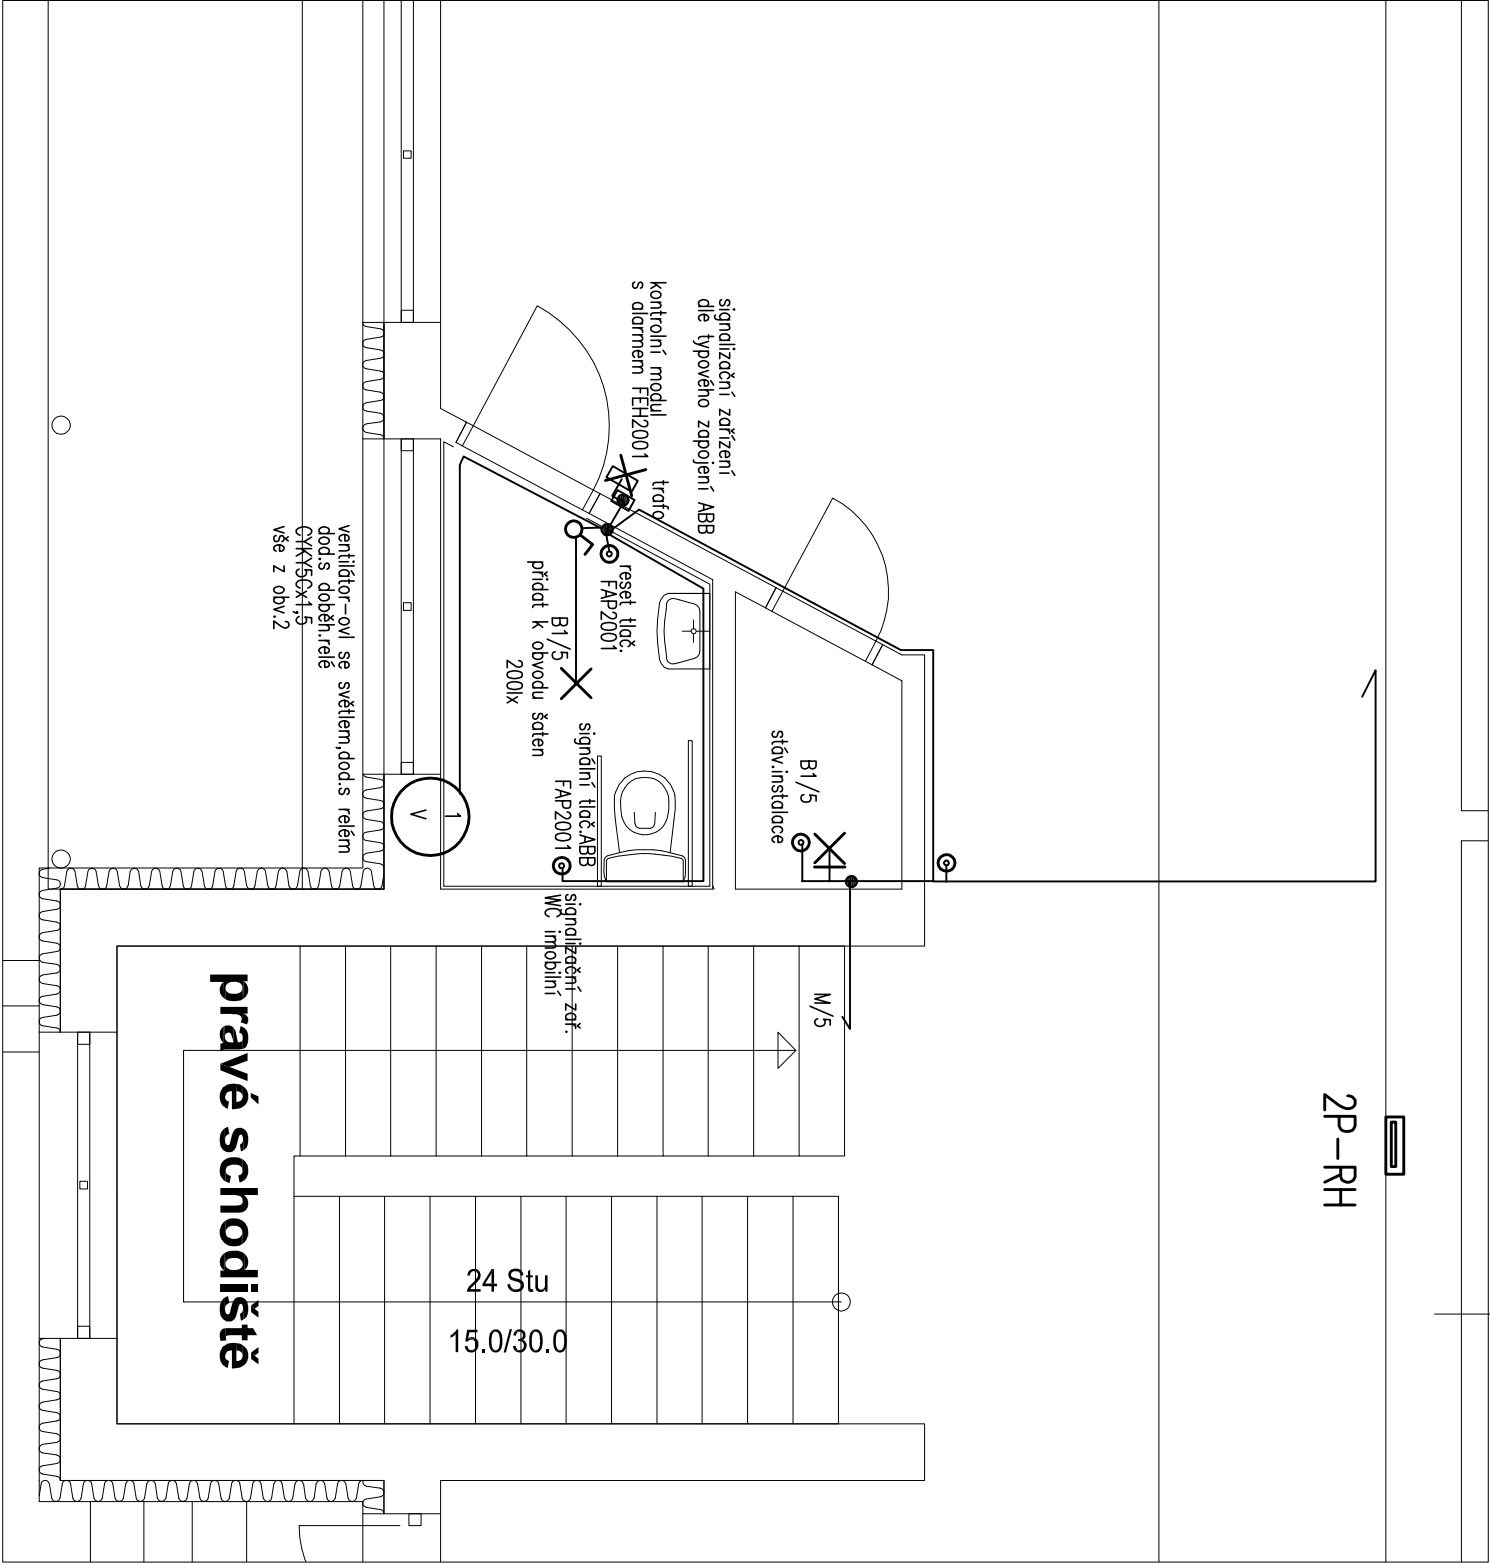 signalizační zařízení
dle typového zapojení ABB
kontrolní modul
s alarmem FEH2001
trafo
reset tlač.
FAP2001
B1/5
přidat k obvodu šaten
200lx
signální tlač.ABB
FAP2001
signalizační zař.
WC imobilní
B1/5
stáv.instalace
M/5
ventilátor-ovl se světlem,dod.s relém
dod.s doběh.relé
CYKY5Cx1,5
vše z obv.2
1
V
2P-RH
pravé schodiště
24 Stu
15.0/30.0